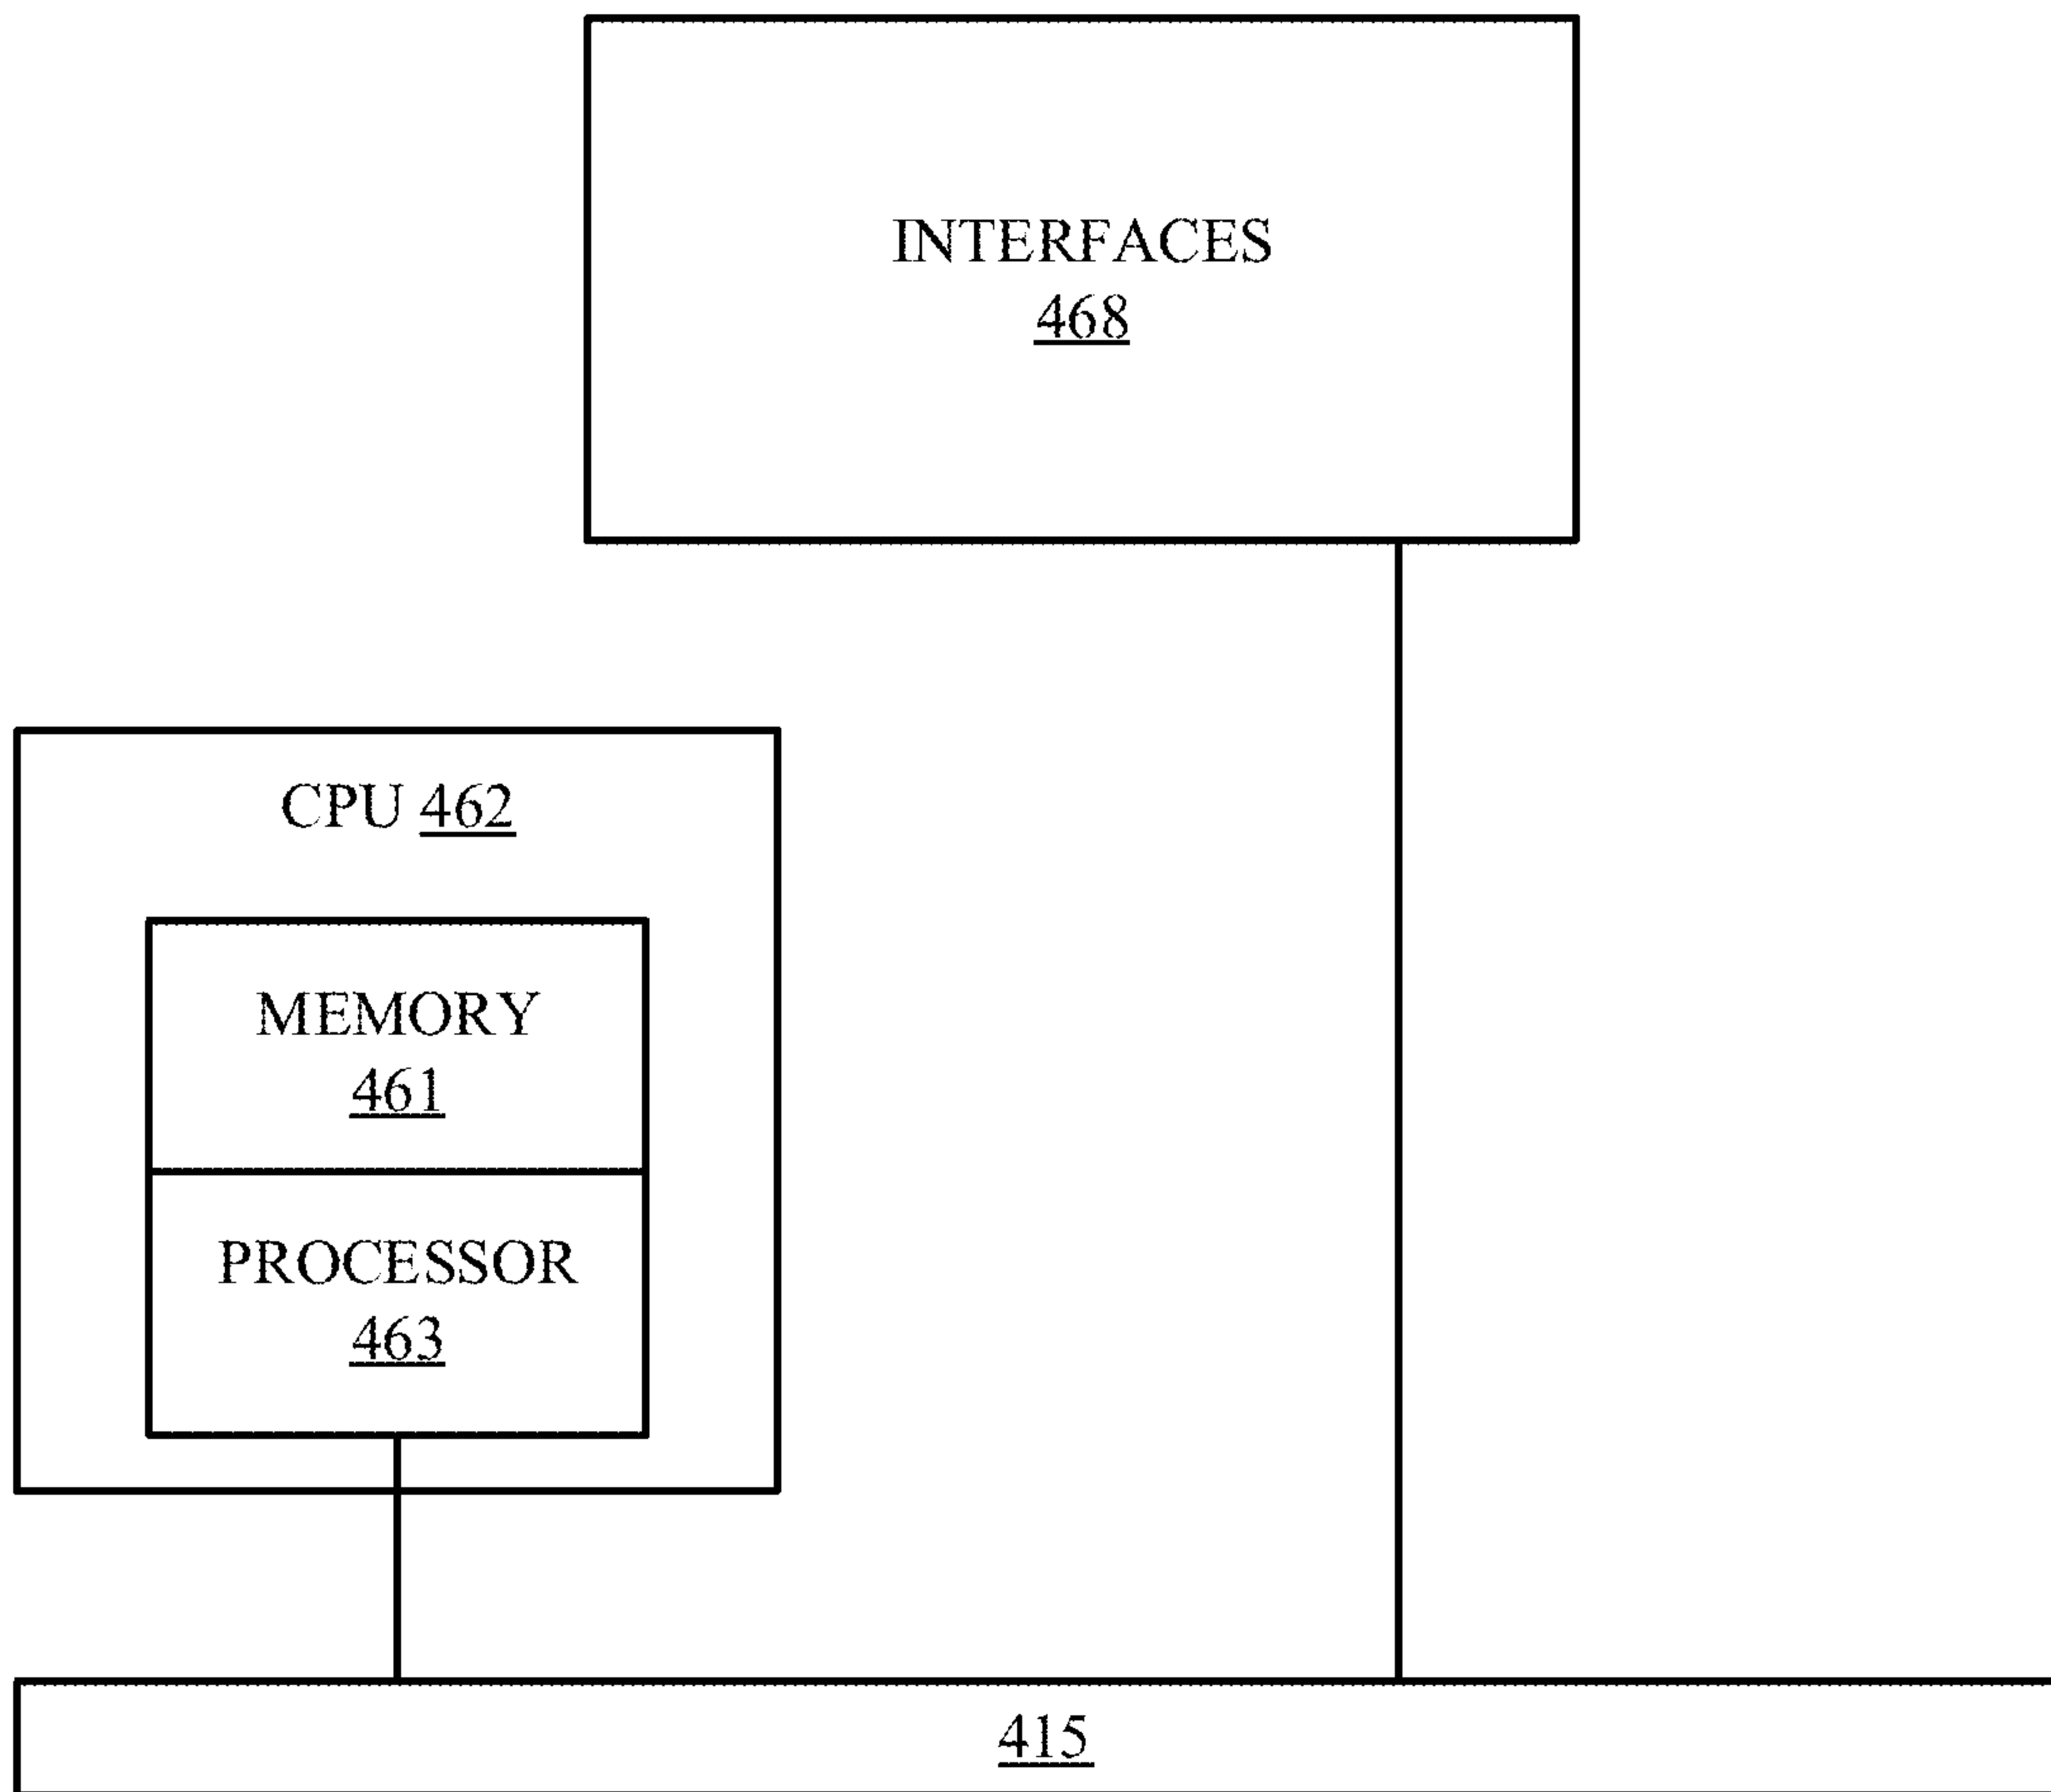 INTERFACES
468
CPU 462
MEMORY
461
PROCESSOR
463
415